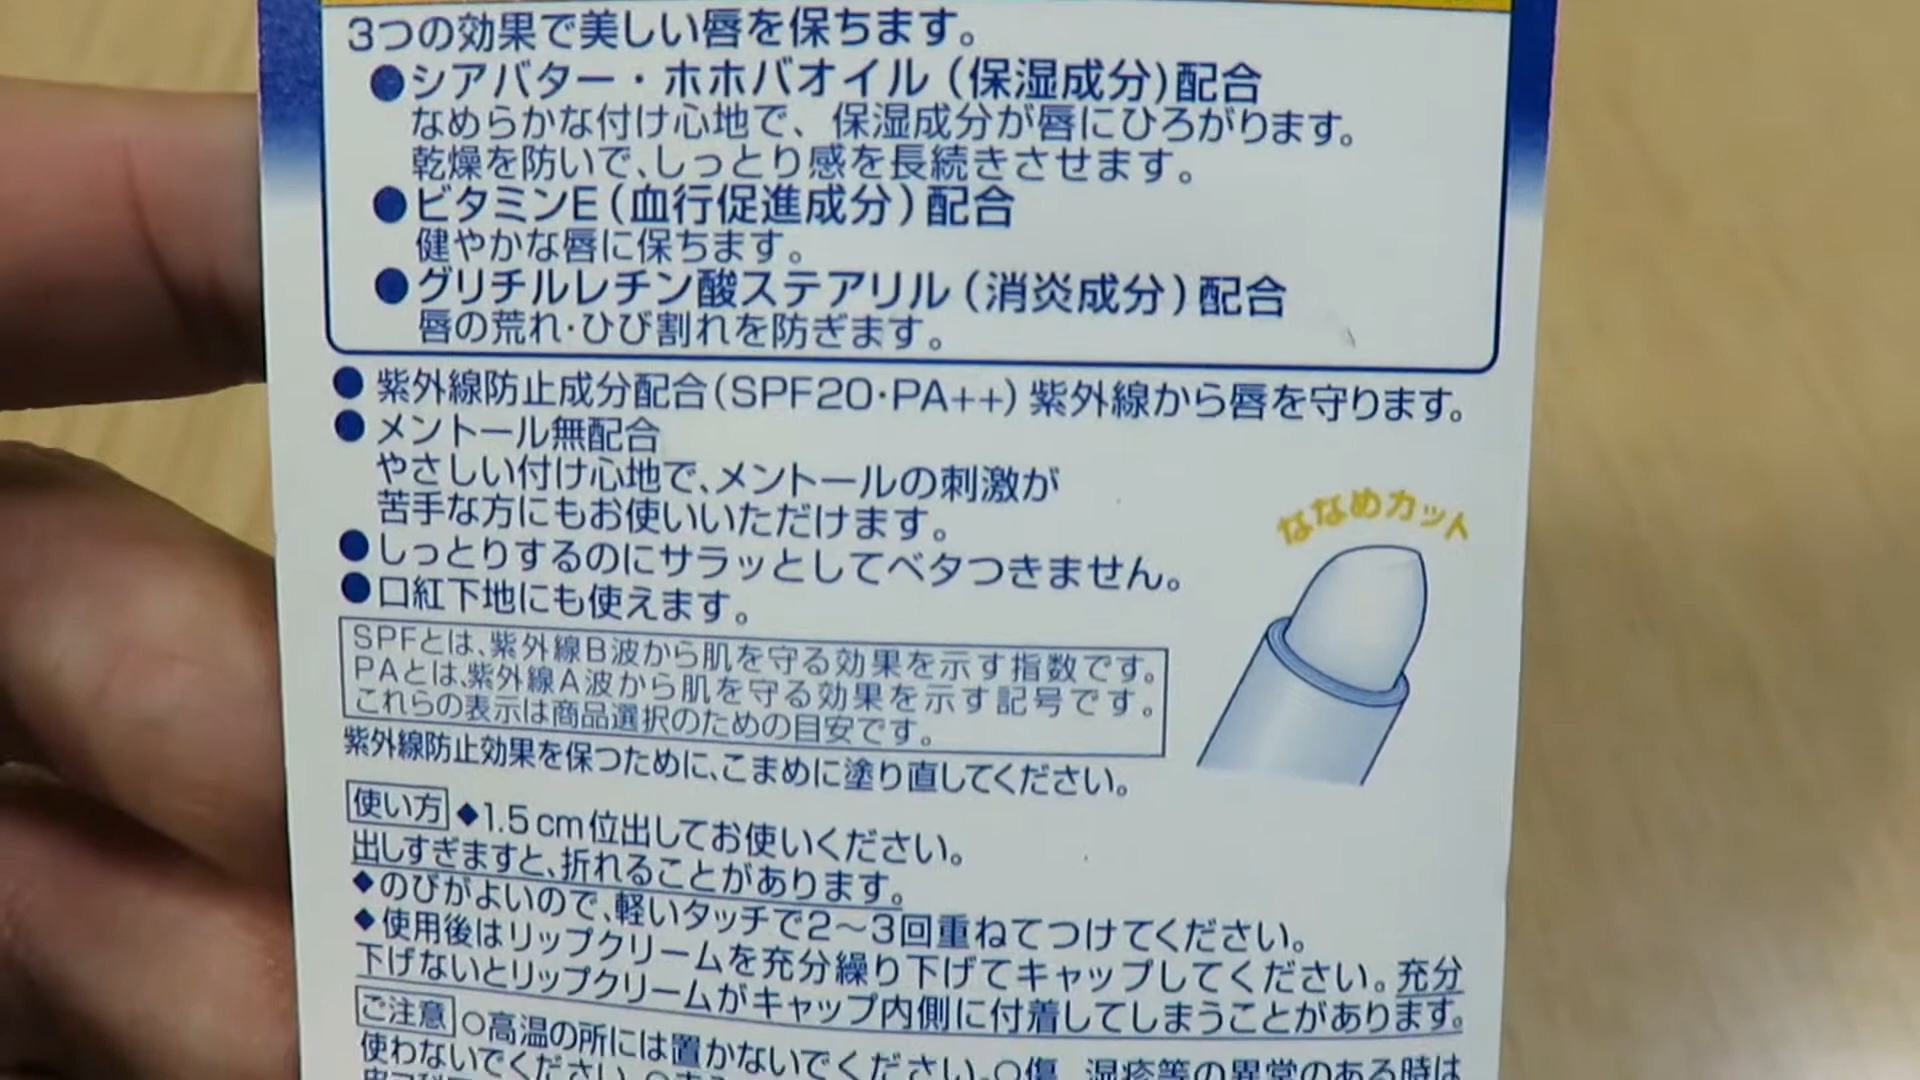 3つの効果で美しい唇を保ちます。
●シアバター・ホホバオイル(保湿成分)配合
なめらかな付け心地で、保湿成分が唇にひろがります。
乾燥を防いで、しっとり感を長続きさせます。
●ビタミンE(血行促進成分)配合
健やかな唇に保ちます。
●グリチルレチン酸ステアリル(消炎成分)配合
唇の荒れ・ひび割れを防ぎます。
●紫外線防止成分配合(SPF20・PA++)紫外線から唇を守ります。
●メントール無配合
やさしい付け心地で、メントールの刺激が
苦手な方にもお使いいただけます。
●しっとりするのにサラッとしてベタつきません。
●口紅下地にも使えます。
ななめカット
SPFとは、紫外線B波から肌を守る効果を示す指数です。
PAとは、紫外線A波から肌を守る効果を示す記号です。
これらの表示は商品選択のための目安です。
紫外線防止効果を保つために、こまめに塗り直してください。
使い方 ◆1.5cm位出してお使いください。
出しすぎますと、折れることがあります。
◆のびがよいので、軽いタッチで2〜3回重ねてつけてください。
◆使用後はリップクリームを充分繰り下げてキャップしてください。充分
下げないとリップクリームがキャップ内側に付着してしまうことがあります。
ご注意 ○高温の所には置かないでください。○傷、湿疹等の異常のある時は
使わないでください。